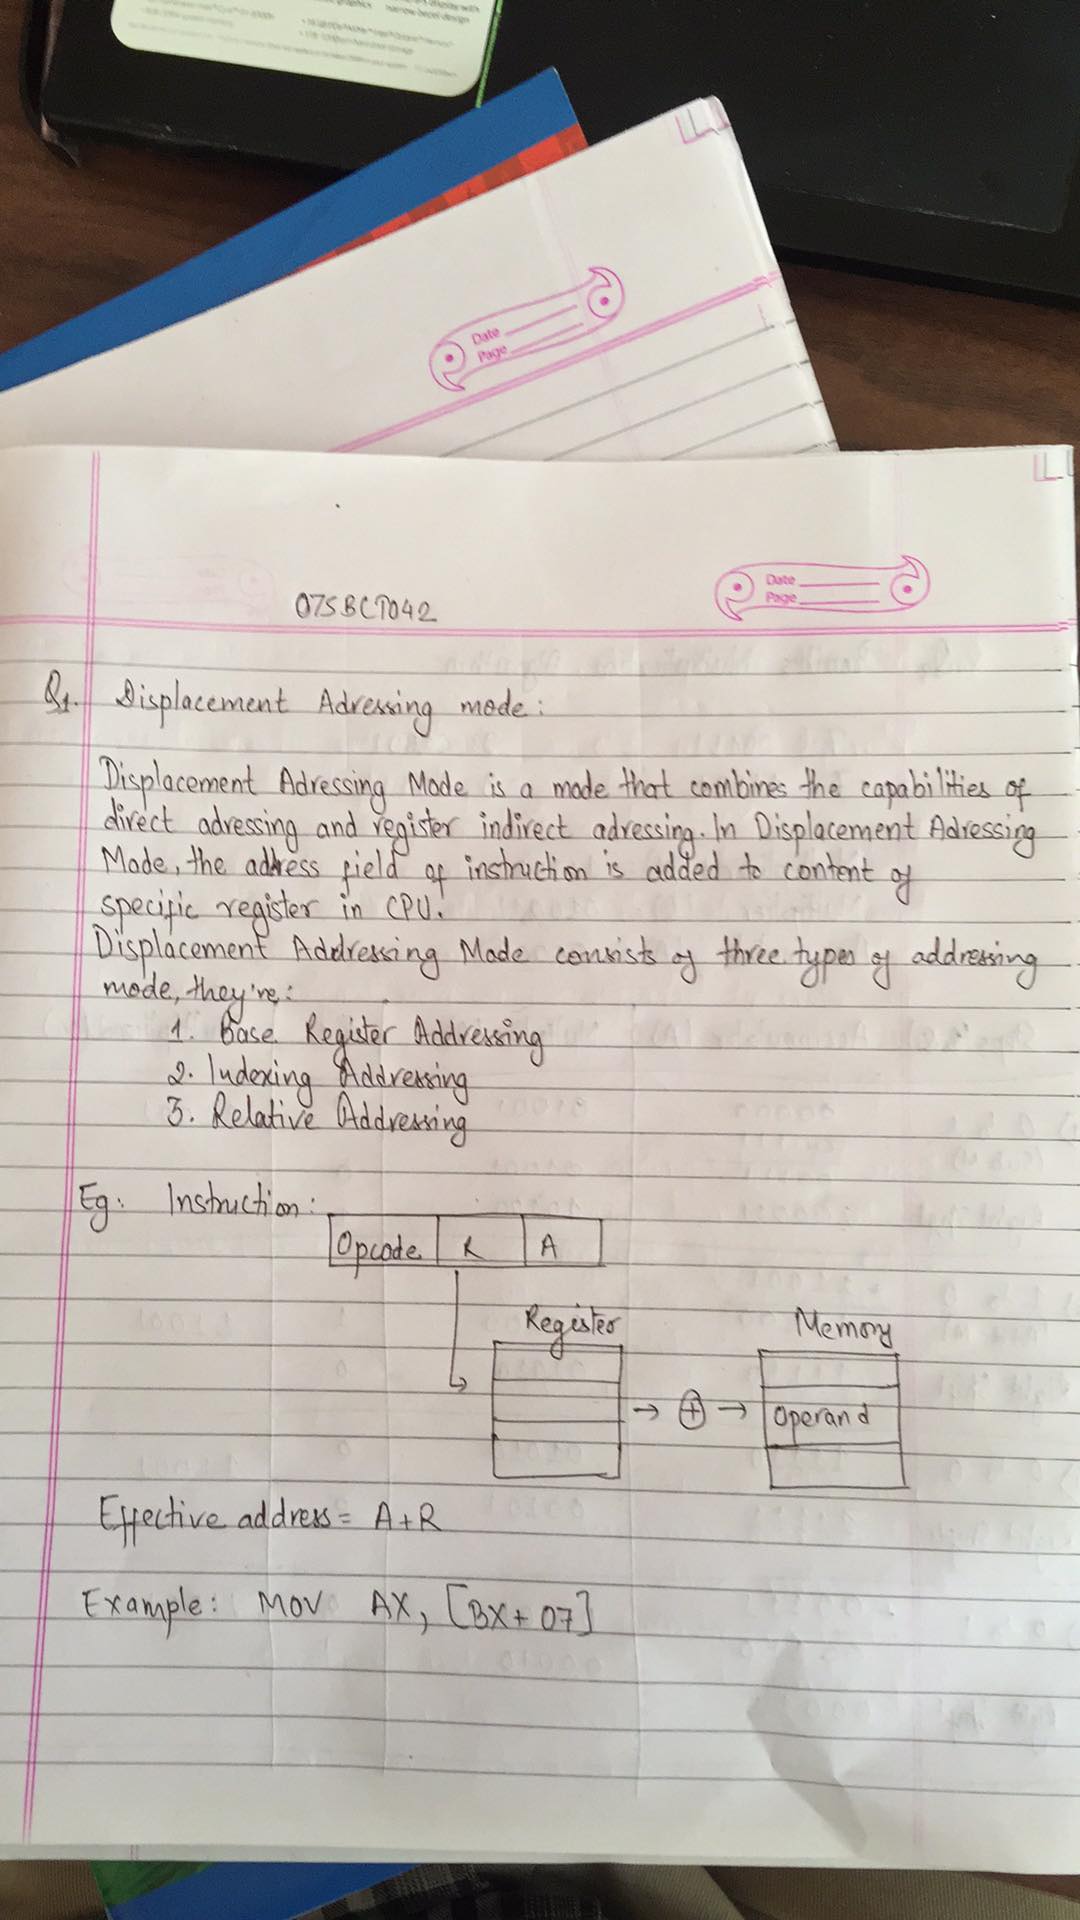 narrow bezel design
Date
Page
Date
Page
075BCT042
Q1. Displacement Adressing mode:
Displacement Adressing Mode is a mode that combines the capabilities of
direct adressing and register indirect adressing. In Displacement Adressing
Mode, the address field of instruction is added to content of
specific register in CPU.
Displacement Addressing Mode consists of three types of addressing
mode, they're:
1. Base Register Addressing
2. Indexing Addressing
3. Relative Addressing
Eg: Instruction:
Opcode R A
Register Memory
→ ⊕ → Operand
Effective address = A+R
Example: MOV AX, [BX+07]